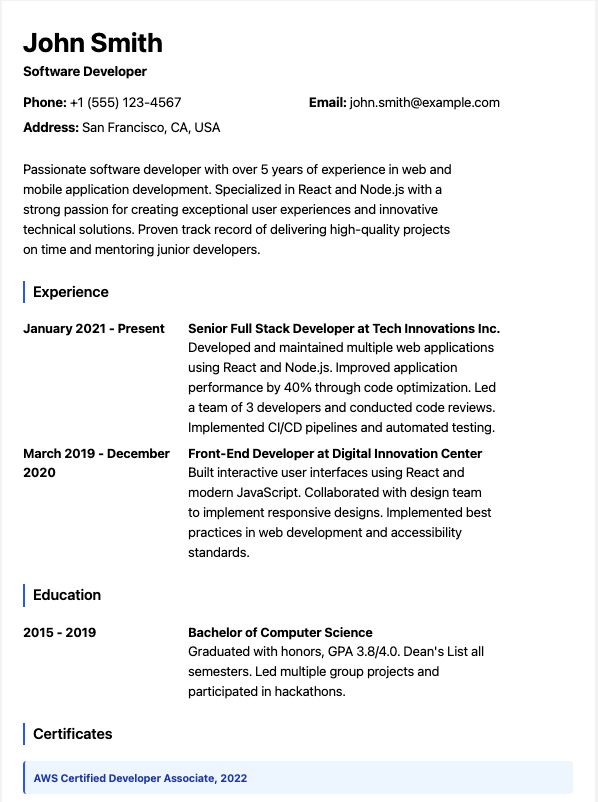 John Smith
Software Developer
Phone: +1 (555) 123-4567 Email: john.smith@example.com
Address: San Francisco, CA, USA
Passionate software developer with over 5 years of experience in web and
mobile application development. Specialized in React and Node.js with a
strong passion for creating exceptional user experiences and innovative
technical solutions. Proven track record of delivering high-quality projects
on time and mentoring junior developers.
Experience
January 2021 - Present
Senior Full Stack Developer at Tech Innovations Inc.
Developed and maintained multiple web applications
using React and Node.js. Improved application
performance by 40% through code optimization. Led
a team of 3 developers and conducted code reviews.
Implemented CI/CD pipelines and automated testing.
March 2019 - December
2020
Front-End Developer at Digital Innovation Center
Built interactive user interfaces using React and
modern JavaScript. Collaborated with design team
to implement responsive designs. Implemented best
practices in web development and accessibility
standards.
Education
2015 - 2019
Bachelor of Computer Science
Graduated with honors, GPA 3.8/4.0. Dean's List all
semesters. Led multiple group projects and
participated in hackathons.
Certificates
AWS Certified Developer Associate, 2022